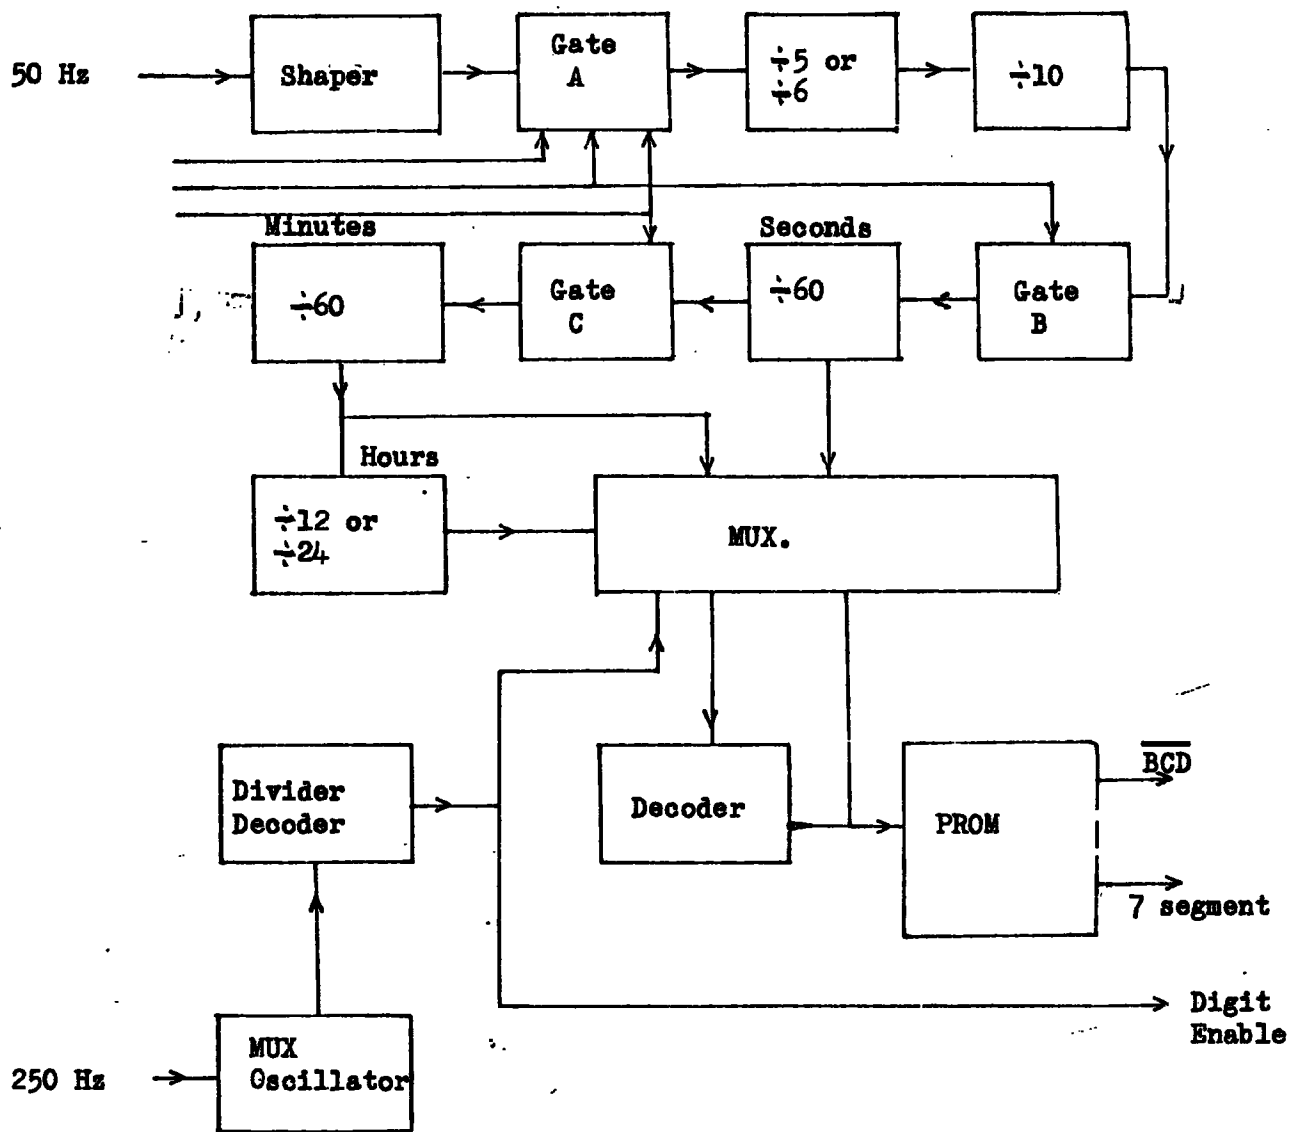 50 Hz
Shaper
Gate
A
÷5 or
÷6
÷10
Minutes
Seconds
÷60
Gate
C
÷60
Gate
B
Hours
÷12 or
÷24
MUX.
Divider
Decoder
Decoder
PROM
BCD
7 segment
Digit
Enable
MUX
Oscillator
250 Hz